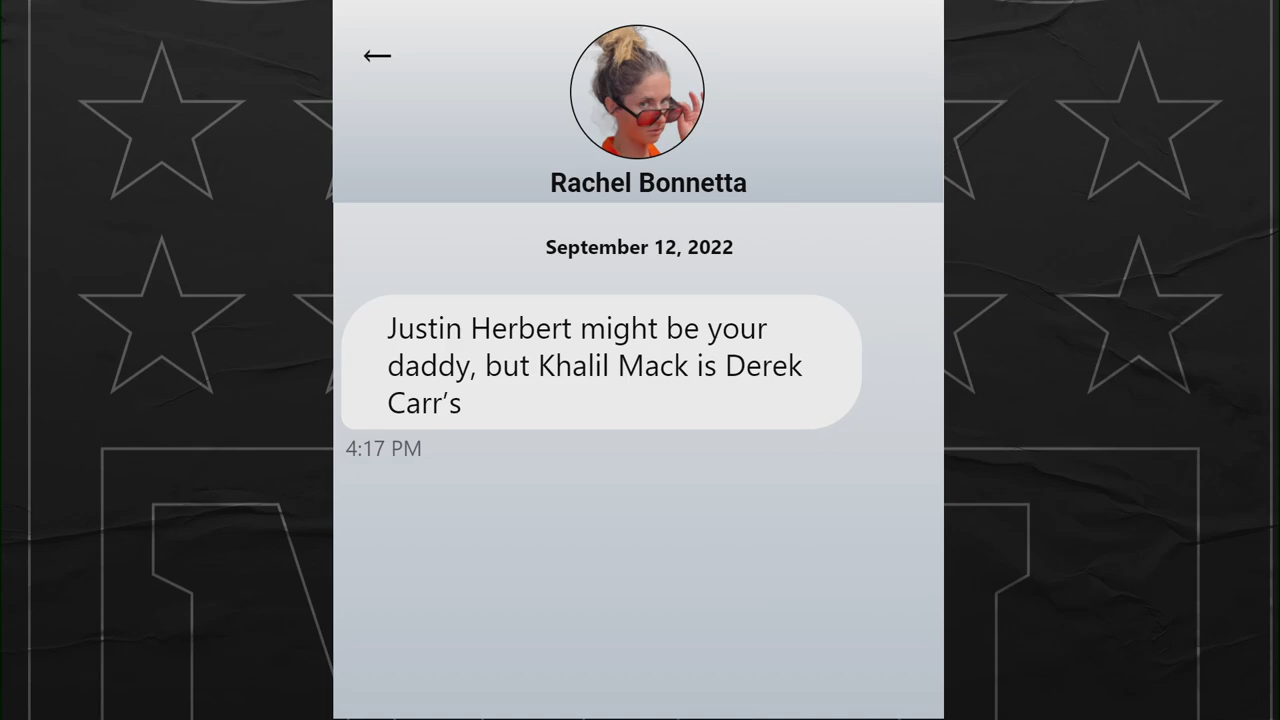 Rachel Bonnetta
September 12, 2022
Justin Herbert might be your
daddy, but Khalil Mack is Derek
Carr’s
4:17 PM